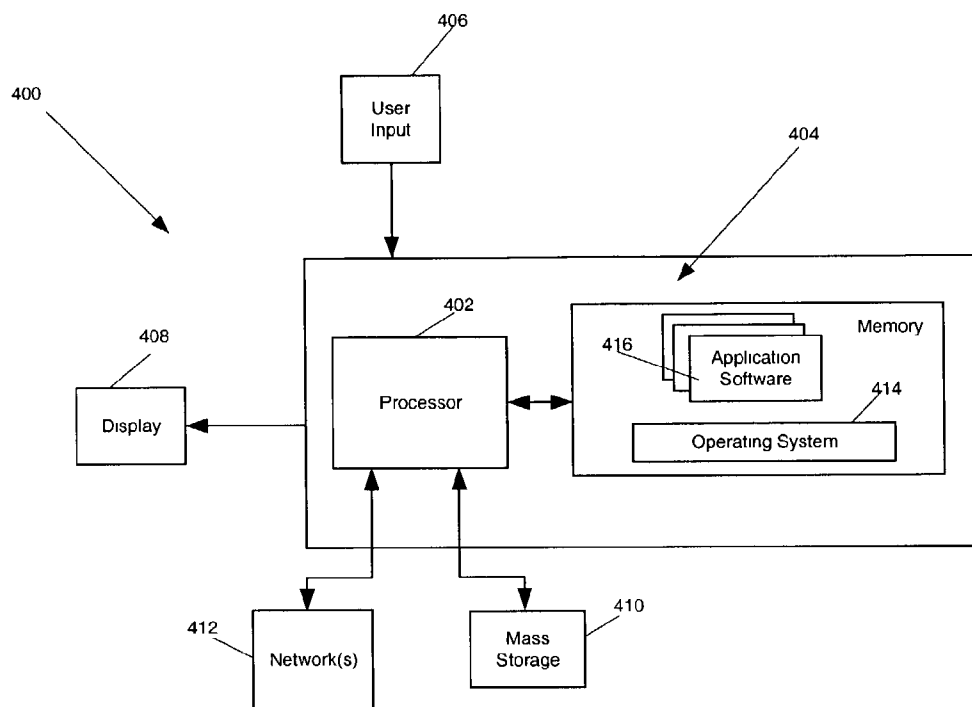 406
400
User
Input
404
402
Memory
408
416
Application
Software
Processor
414
Display
Operating System
412
Network(s)
Mass
Storage
410